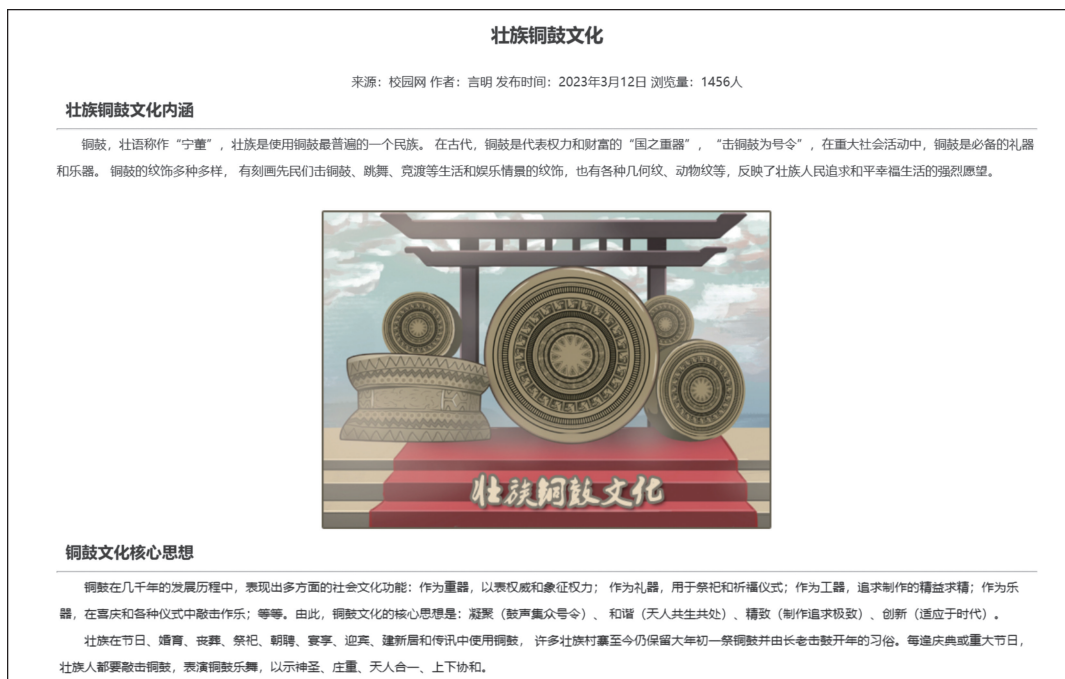 壮族铜鼓文化
来源：校园网 作者：言明 发布时间：2023年3月12日 浏览量：1456人
壮族铜鼓文化内涵
铜鼓，壮语称作“宁董”，壮族是使用铜鼓最普遍的一个民族。 在古代，铜鼓是代表权力和财富的“国之重器”，“击铜鼓为号令”，在重大社会活动中，铜鼓是必备的礼器
和乐器。 铜鼓的纹饰多种多样， 有刻画先民们击铜鼓、跳舞、竞渡等生活和娱乐情景的纹饰，也有各种几何纹、动物纹等，反映了壮族人民追求和平幸福生活的强烈愿望。
壮族铜鼓文化
铜鼓文化核心思想
铜鼓在几千年的发展历程中，表现出多方面的社会文化功能：作为重器，以表权威和象征权力； 作为礼器，用于祭祀和祈福仪式；作为工器，追求制作的精益求精；作为乐
器，在喜庆和各种仪式中敲击作乐；等等。由此，铜鼓文化的核心思想是：凝聚（鼓声集众号令）、 和谐（天人共生共处）、精致（制作追求极致）、创新（适应于时代）。
壮族在节日、婚育、丧葬、祭祀、朝聘、宴享、迎宾、建新居和传讯中使用铜鼓， 许多壮族村寨至今仍保留大年初一祭铜鼓并由长老击鼓开年的习俗。每逢庆典或重大节日，
壮族人都要敲击铜鼓，表演铜鼓乐舞，以示神圣、庄重、天人合一、上下协和。